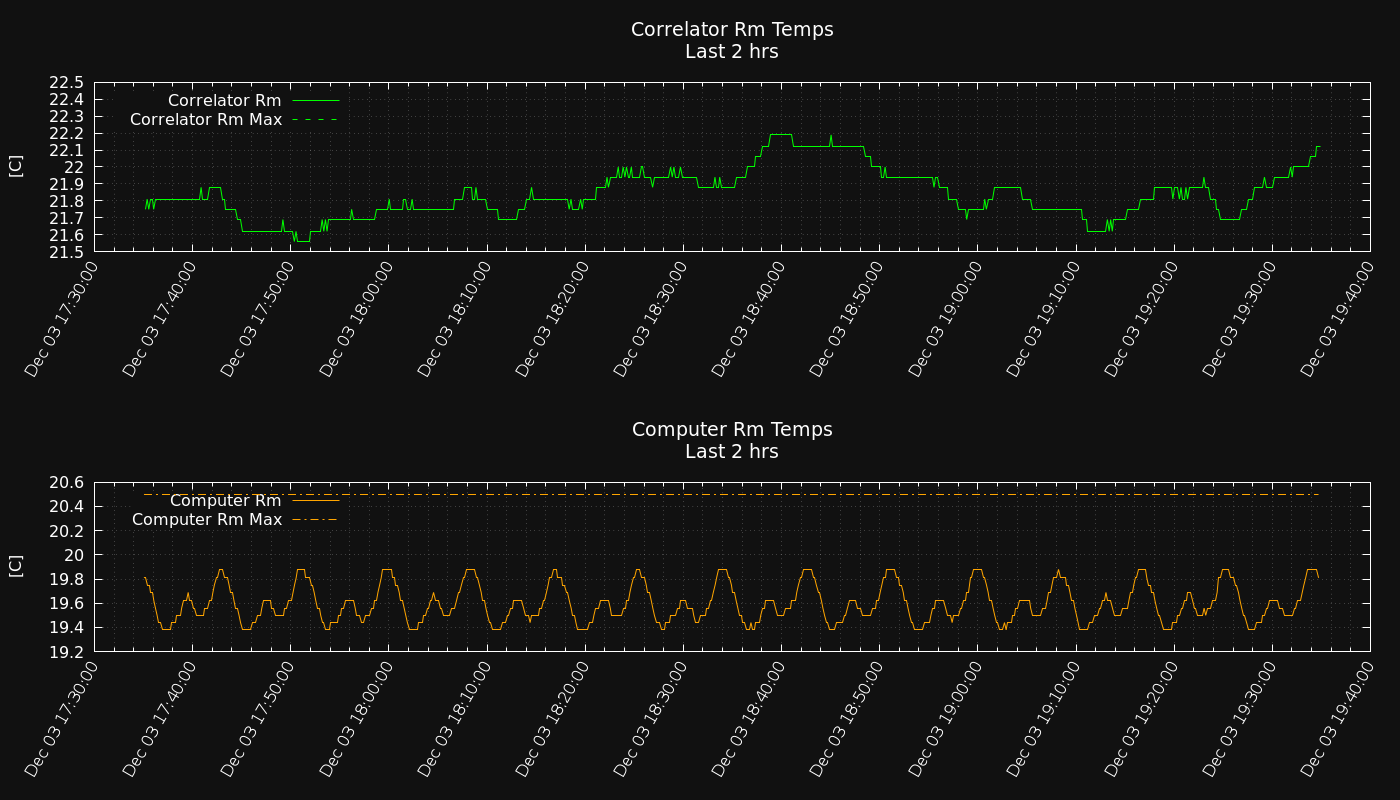 Correlator Rm Temps
Last 2 hrs
[C]
22.5
22.4
22.3
22.2
22.1
22
21.9
21.8
21.7
21.6
21.5
Correlator Rm
Correlator Rm Max
Dec 03 17:30:00
Dec 03 17:40:00
Dec 03 17:50:00
Dec 03 18:00:00
Dec 03 18:10:00
Dec 03 18:20:00
Dec 03 18:30:00
Dec 03 18:40:00
Dec 03 18:50:00
Dec 03 19:00:00
Dec 03 19:10:00
Dec 03 19:20:00
Dec 03 19:30:00
Dec 03 19:40:00
Computer Rm Temps
Last 2 hrs
[C]
20.6
20.4
20.2
20
19.8
19.6
19.4
19.2
Computer Rm
Computer Rm Max
Dec 03 17:30:00
Dec 03 17:40:00
Dec 03 17:50:00
Dec 03 18:00:00
Dec 03 18:10:00
Dec 03 18:20:00
Dec 03 18:30:00
Dec 03 18:40:00
Dec 03 18:50:00
Dec 03 19:00:00
Dec 03 19:10:00
Dec 03 19:20:00
Dec 03 19:30:00
Dec 03 19:40:00